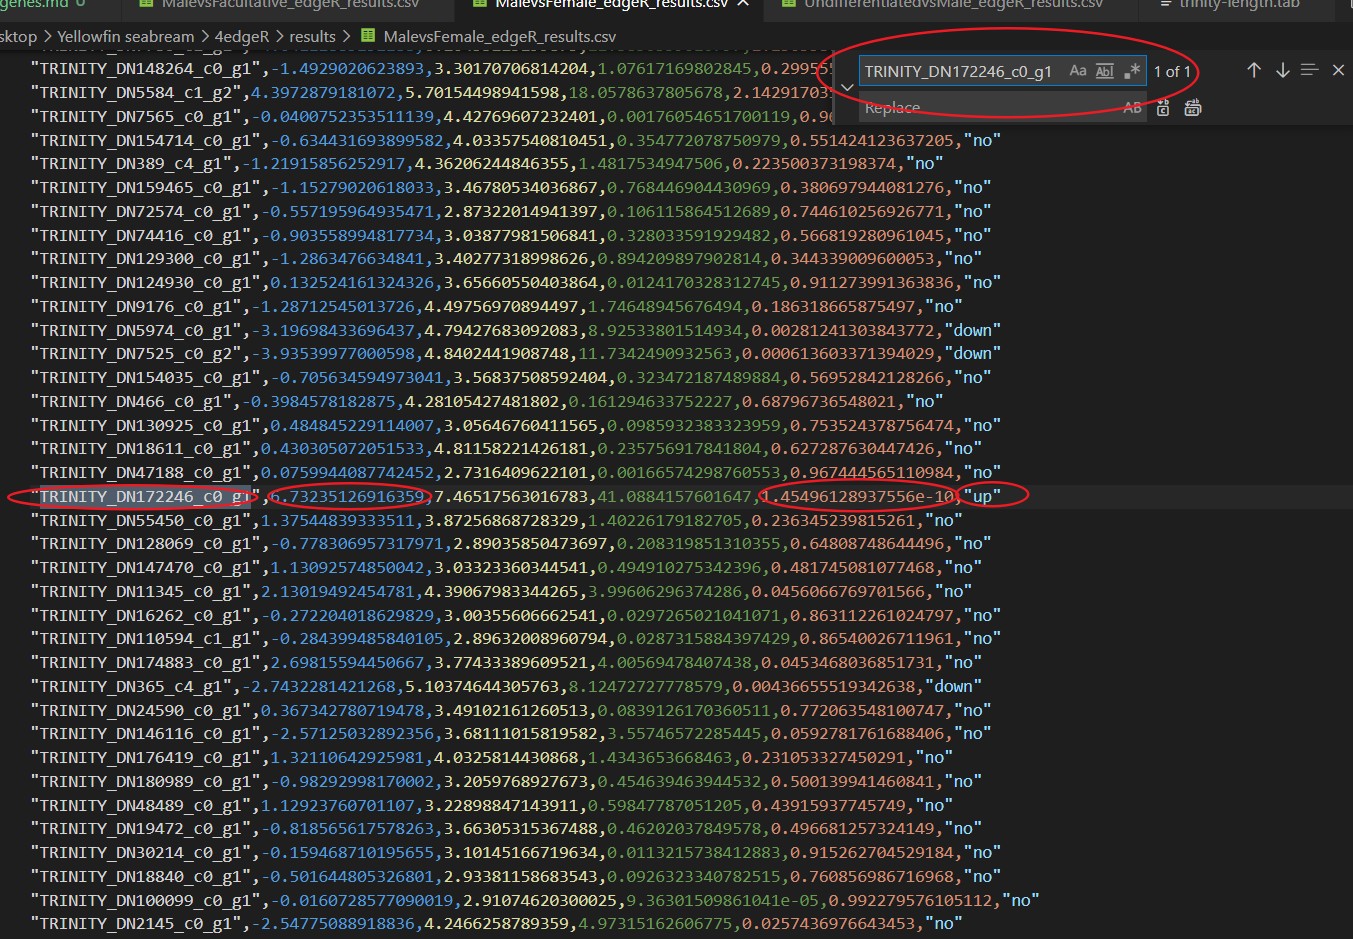 genes.md U MalevsFacultative_edgeR_results.csv MalevsFemale_edgeR_results.csv UndifferentiatedvsMale_edgeR_results.csv trinity-length.tab
sktop > Yellowfin seabream > 4edgeR > results > MalevsFemale_edgeR_results.csv
TRINITY_DN172246_c0_g1 Aa Abl .* 1 of 1
Replace AB
"TRINITY_DN148264_c0_g1",-1.4929020623893,3.30170706814204,1.07617169802845,0.2995
"TRINITY_DN5584_c1_g2",4.3972879181072,5.70154498941598,18.05786378056 78,2.14291703
"TRINITY_DN7565_c0_g1",-0.0400752353511139,4.42769607232401,0.00176054651700119,0.9
"TRINITY_DN154714_c0_g1",-0.634431693899582,4.03357540810451,0.354772078750979,0.551424123637205,"no"
"TRINITY_DN389_c4_g1",-1.21915856252917,4.36206244846355,1.4817534947506,0.223500373198374,"no"
"TRINITY_DN159465_c0_g1",-1.15279020618033,3.46780534036867,0.768446904430969,0.380697944081276,"no"
"TRINITY_DN72574_c0_g1",-0.557195964935471,2.87322014941397,0.106115864512689,0.744610256926771,"no"
"TRINITY_DN74416_c0_g1",-0.903558994817734,3.03877981506841,0.328033591929482,0.566819280961045,"no"
"TRINITY_DN129300_c0_g1",-1.2863476634841,3.40277318998626,0.894209897902814,0.344339009600053,"no"
"TRINITY_DN124930_c0_g1",0.132524161324326,3.65660550403864,0.0124170328312745,0.911273991363836,"no"
"TRINITY_DN9176_c0_g1",-1.28712545013726,4.49756970894497,1.74648945676494,0.186318665875497,"no"
"TRINITY_DN5974_c0_g1",-3.19698433696437,4.79427683092083,8.92533801514934,0.00281241303843772,"down"
"TRINITY_DN7525_c0_g2",-3.93539977000598,4.8402441908748,11.7342490932563,0.000613603371394029,"down"
"TRINITY_DN154035_c0_g1",-0.705634594973041,3.56837508592404,0.323472187489884,0.56952842128266,"no"
"TRINITY_DN466_c0_g1",-0.3984578182875,4.28105427481802,0.161294633752227,0.68796736548021,"no"
"TRINITY_DN130925_c0_g1",0.484845229114007,3.05646760411565,0.0985932383323959,0.753524378756474,"no"
"TRINITY_DN18611_c0_g1",0.430305072051533,4.81158221426181,0.235756917841804,0.627287630447426,"no"
"TRINITY_DN47188_c0_g1",0.0759944087742452,2.7316409622101,0.00166574298760553,0.967444565110984,"no"
"TRINITY_DN172246_c0_g1",6.73235126916359,7.46517563016783,41.0884157601647,1.45496128937556e-10,"up"
"TRINITY_DN55450_c0_g1",1.37544839333511,3.87256868728329,1.40226179182705,0.236345239815261,"no"
"TRINITY_DN128069_c0_g1",-0.778306957317971,2.89035850473697,0.208319851310355,0.64808748644496,"no"
"TRINITY_DN147470_c0_g1",1.13092574850042,3.03323360344541,0.494910275342396,0.481745081077468,"no"
"TRINITY_DN11345_c0_g1",2.13019492454781,4.39067983344265,3.99606296374286,0.0456066769701566,"no"
"TRINITY_DN16262_c0_g1",-0.272204018629829,3.00355606662541,0.0297265021041071,0.863112261024797,"no"
"TRINITY_DN110594_c1_g1",-0.284399485840105,2.89632008960794,0.0287315884397429,0.86540026711961,"no"
"TRINITY_DN174883_c0_g1",2.69815594450667,3.77433389609521,4.00569478407438,0.0453468036851731,"no"
"TRINITY_DN365_c4_g1",-2.7432281421268,5.10374644305763,8.12472727778579,0.00436655519342638,"down"
"TRINITY_DN24590_c0_g1",0.367342780719478,3.49102161260513,0.0839126170360511,0.772063548100747,"no"
"TRINITY_DN146116_c0_g1",-2.57125032892356,3.68111015819582,3.55746572285445,0.0592781761688406,"no"
"TRINITY_DN176419_c0_g1",1.32110642925981,4.0325814430868,1.4343653668463,0.231053327450291,"no"
"TRINITY_DN180989_c0_g1",-0.98292998170002,3.2059768927673,0.454639463944532,0.500139941460841,"no"
"TRINITY_DN48489_c0_g1",1.12923760701107,3.22898847143911,0.59847787051205,0.43915937745749,"no"
"TRINITY_DN19472_c0_g1",-0.818565617578263,3.66305315367488,0.46202037849578,0.496681257324149,"no"
"TRINITY_DN30214_c0_g1",-0.159468710195655,3.10145166719634,0.0113215738412883,0.915262704529184,"no"
"TRINITY_DN18840_c0_g1",-0.501644805326801,2.93381158683543,0.0926323340782515,0.760856986716968,"no"
"TRINITY_DN100099_c0_g1",-0.0160728577090019,2.91074620300025,9.36301509861041e-05,0.992279576105112,"no"
"TRINITY_DN2145_c0_g1",-2.54775088918836,4.2466258789359,4.97315162606775,0.0257436976643453,"no"